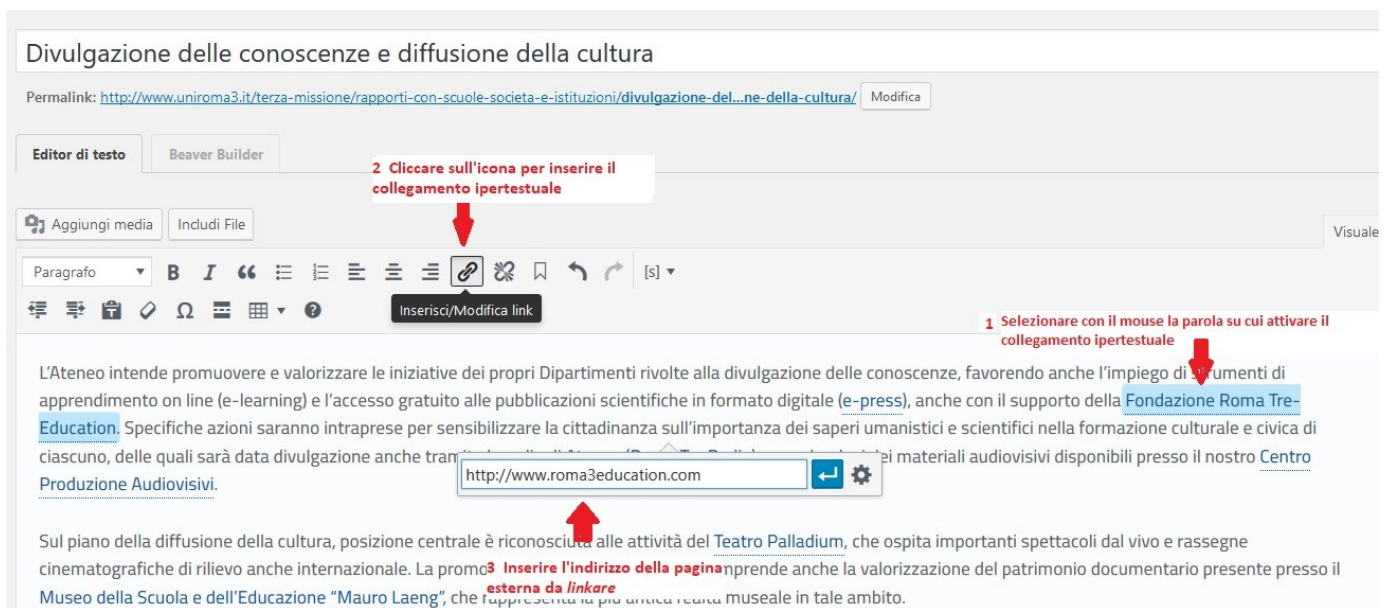 Divulgazione delle conoscenze e diffusione della cultura
Permalink: http://www.uniroma3.it/terza-missione/rapporti-con-scuole-societa-e-istituzioni/divulgazione-del...ne-della-cultura/ Modifica
Editor di testo Beaver Builder
2 Cliccare sull'icona per inserire il
collegamento ipertestuale
Aggiungi media Includi File
Visuale
Paragrafo B I [s]
Inserisci/Modifica link
1 Selezionare con il mouse la parola su cui attivare il
collegamento ipertestuale
L'Ateneo intende promuovere e valorizzare le iniziative dei propri Dipartimenti rivolte alla divulgazione delle conoscenze, favorendo anche l'impiego di strumenti di
apprendimento on line (e-learning) e l'accesso gratuito alle pubblicazioni scientifiche in formato digitale (e-press), anche con il supporto della Fondazione Roma Tre-
Education. Specifiche azioni saranno intraprese per sensibilizzare la cittadinanza sull'importanza dei saperi umanistici e scientifici nella formazione culturale e civica di
ciascuno, delle quali sarà data divulgazione anche materiali audiovisivi disponibili presso il nostro Centro
http://www.roma3education.com
Produzione Audiovisivi.
Sul piano della diffusione della cultura, posizione centrale è riconosciuta alle attività del Teatro Palladium, che ospita importanti spettacoli dal vivo e rassegne
cinematografiche di rilievo anche internazionale. La anche la valorizzazione del patrimonio documentario presente presso il
3 Inserire l'indirizzo della pagina
esterna da linkare
Museo della Scuola e dell'Educazione "Mauro Laeng", che museale in tale ambito.